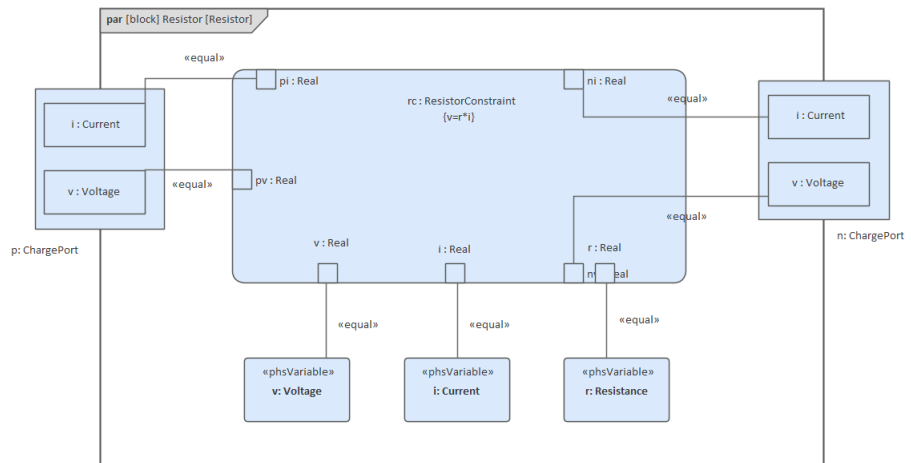 par [block] Resistor [Resistor]
«equal»
pi : Real
ni : Real
rc : ResistorConstraint
{v=r*i}
«equal»
i : Current
i : Current
«equal»
pv : Real
v : Voltage
v : Voltage
«equal»
p: ChargePort
n: ChargePort
v : Real
i : Real
r : Real
«equal»
«equal»
«equal»
«phsVariable»
v: Voltage
«phsVariable»
i: Current
«phsVariable»
r: Resistance